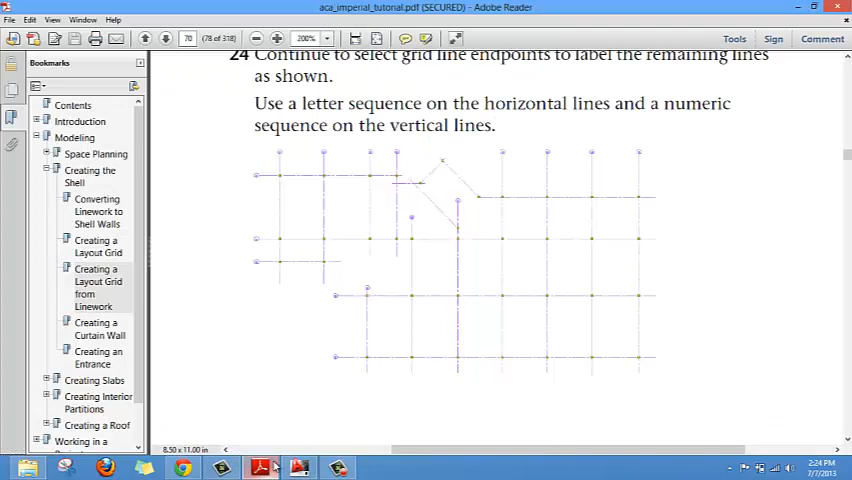 aca_imperial_tutorial.pdf (SECURED) - Adobe Reader
File Edit View Window Help
70 (78 of 318) 200% Tools Sign Comment
Bookmarks
Contents
Introduction
Modeling
Space Planning
Creating the
Shell
Converting
Linework to
Shell Walls
Creating a
Layout Grid
Creating a
Layout Grid
from
Linework
Creating a
Curtain Wall
Creating an
Entrance
Creating Slabs
Creating Interior
Partitions
Creating a Roof
Working in a
24 Continue to select grid line endpoints to label the remaining lines
as shown.
Use a letter sequence on the horizontal lines and a numeric
sequence on the vertical lines.
8.50 x 11.00 in
2:24 PM
7/7/2013